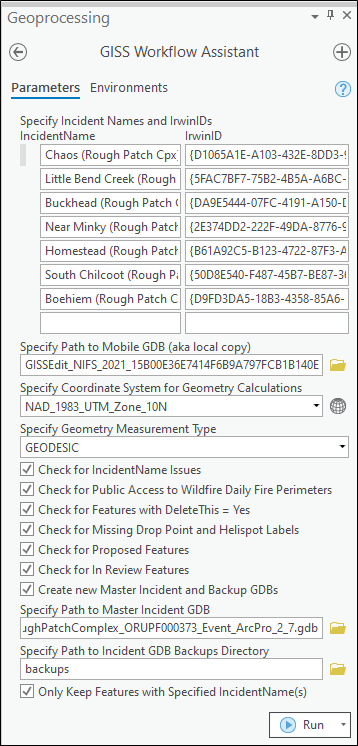 Geoprocessing
GISS Workflow Assistant
Parameters Environments
Specify Incident Names and IrwinIDs
IncidentName IrwinID
Chaos (Rough Patch Cpx) {D1065A1E-A103-432E-8DD3-9
Little Bend Creek (Rough {5FAC7BF7-75B2-4B5A-A6BC-
Buckhead (Rough Patch C {DA9E5444-07FC-4191-A150-D
Near Minky (Rough Patch {2E374DD2-222F-49DA-8776-9
Homestead (Rough Patch {B61A92C5-B123-4722-87F3-A
South Chilcoot (Rough Pa {50D8E540-F487-45B7-BE87-30
Boehiem (Rough Patch C {D9FD3DA5-18B3-4358-85A6-
Specify Path to Mobile GDB (aka local copy)
GISSEdit_NIFS_2021_15B00E36E7414F6B9A797FCB1B140E
Specify Coordinate System for Geometry Calculations
NAD_1983_UTM_Zone_10N
Specify Geometry Measurement Type
GEODESIC
Check for IncidentName Issues
Check for Public Access to Wildfire Daily Fire Perimeters
Check for Features with DeleteThis = Yes
Check for Missing Drop Point and Helispot Labels
Check for Proposed Features
Check for In Review Features
Create new Master Incident and Backup GDBs
Specify Path to Master Incident GDB
ughPatchComplex_ORUPF000373_Event_ArcPro_2_7.gdb
Specify Path to Incident GDB Backups Directory
backups
Only Keep Features with Specified IncidentName(s)
Run